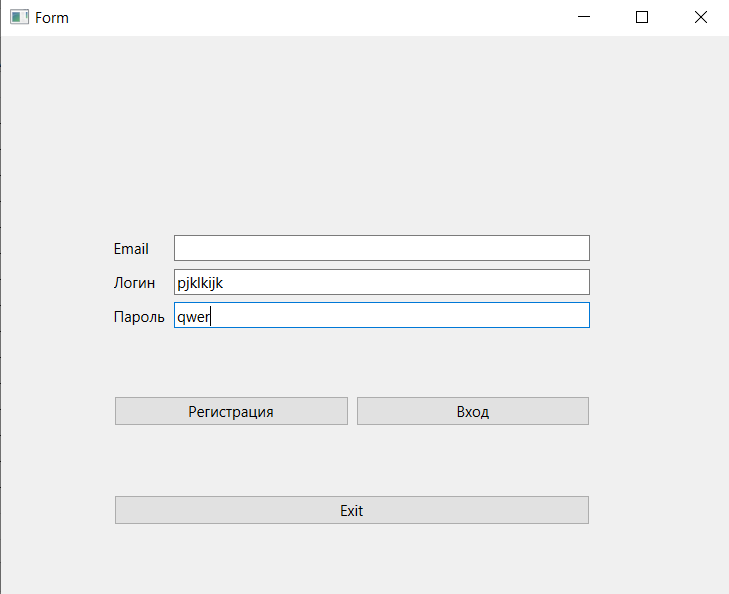 Form
Email
Логин pjklkijk
Пароль qwer
Регистрация Вход
Exit